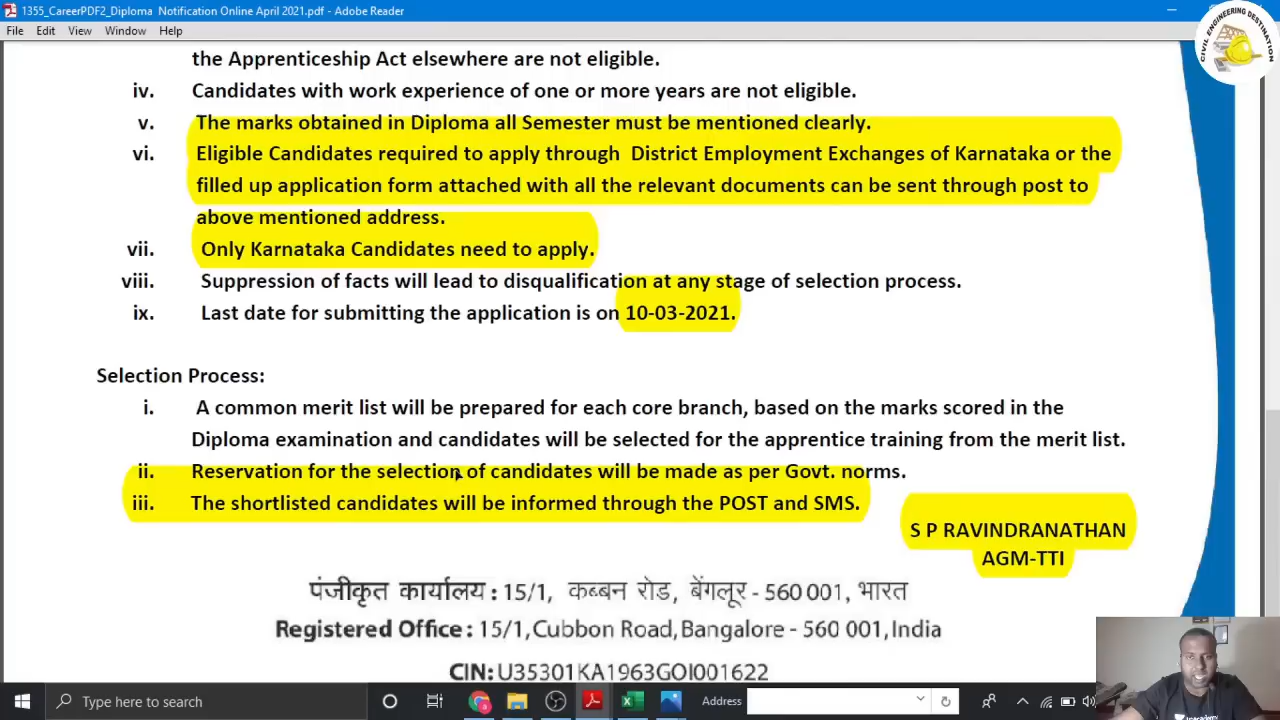 1355_CareerPDF2_Diploma Notification Online April 2021.pdf - Adobe Reader
File Edit View Window Help
CIVIL ENGINEERING DESTINATION
the Apprenticeship Act elsewhere are not eligible.
iv. Candidates with work experience of one or more years are not eligible.
v. The marks obtained in Diploma all Semester must be mentioned clearly.
vi. Eligible Candidates required to apply through District Employment Exchanges of Karnataka or the
filled up application form attached with all the relevant documents can be sent through post to
above mentioned address.
vii. Only Karnataka Candidates need to apply.
viii. Suppression of facts will lead to disqualification at any stage of selection process.
ix. Last date for submitting the application is on 10-03-2021.
Selection Process:
i. A common merit list will be prepared for each core branch, based on the marks scored in the
Diploma examination and candidates will be selected for the apprentice training from the merit list.
ii. Reservation for the selection of candidates will be made as per Govt. norms.
iii. The shortlisted candidates will be informed through the POST and SMS.
S P RAVINDRANATHAN
AGM-TTI
पंजीकृत कार्यालय : 15/1, कब्बन रोड, बेंगलूर - 560 001, भारत
Registered Office : 15/1, Cubbon Road, Bangalore - 560 001, India
CIN: U35301KA1963GOI001622
Type here to search
Address